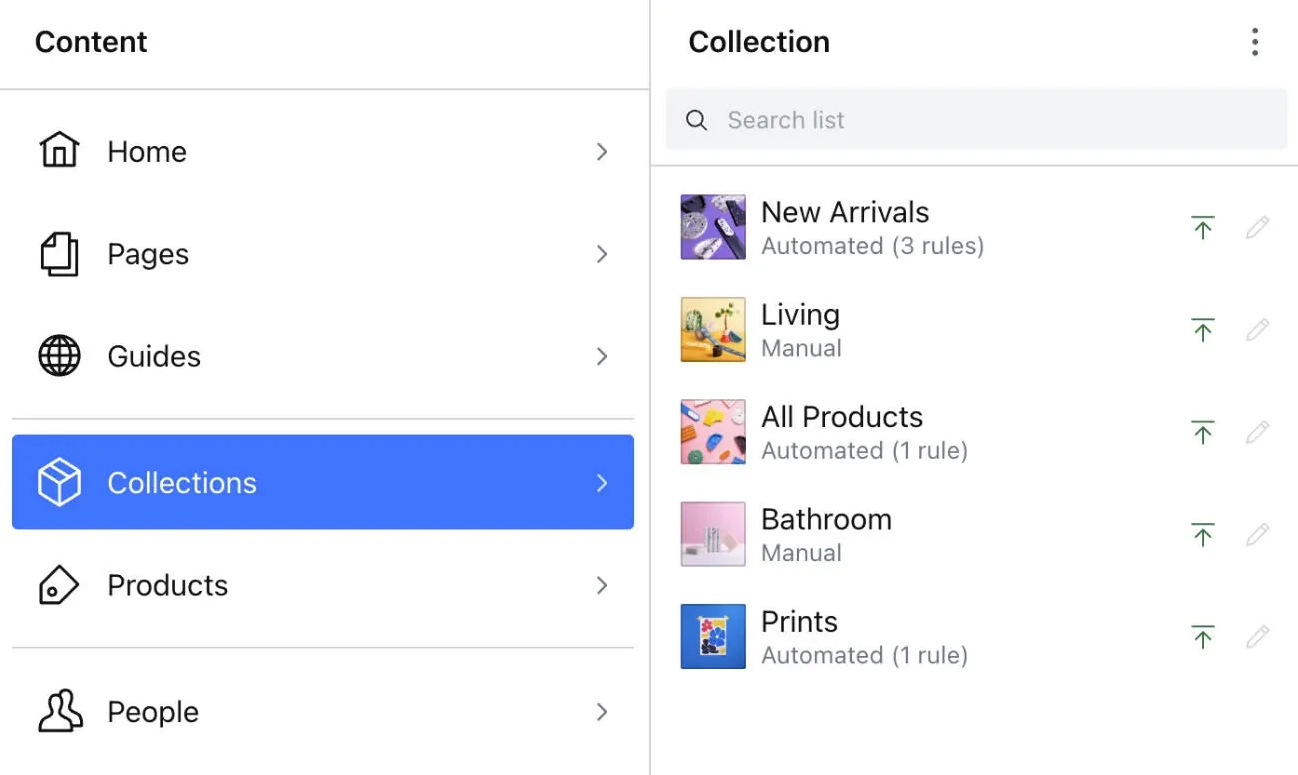 Content
Home
Pages
Guides
Collections
Products
People
Collection
Search list
New Arrivals
Automated (3 rules)
Living
Manual
All Products
Automated (1 rule)
Bathroom
Manual
Prints
Automated (1 rule)